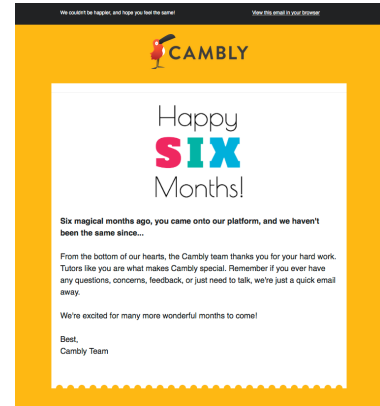 We couldn't be happier, and hope you feel the same!
View this email in your browser
CAMBLY
Happy
SIX
Months!
Six magical months ago, you came onto our platform, and we haven't
been the same since...
From the bottom of our hearts, the Cambly team thanks you for your hard work.
Tutors like you are what makes Cambly special. Remember if you ever have
any questions, concerns, feedback, or just need to talk, we're just a quick email
away.
We're excited for many more wonderful months to come!
Best,
Cambly Team